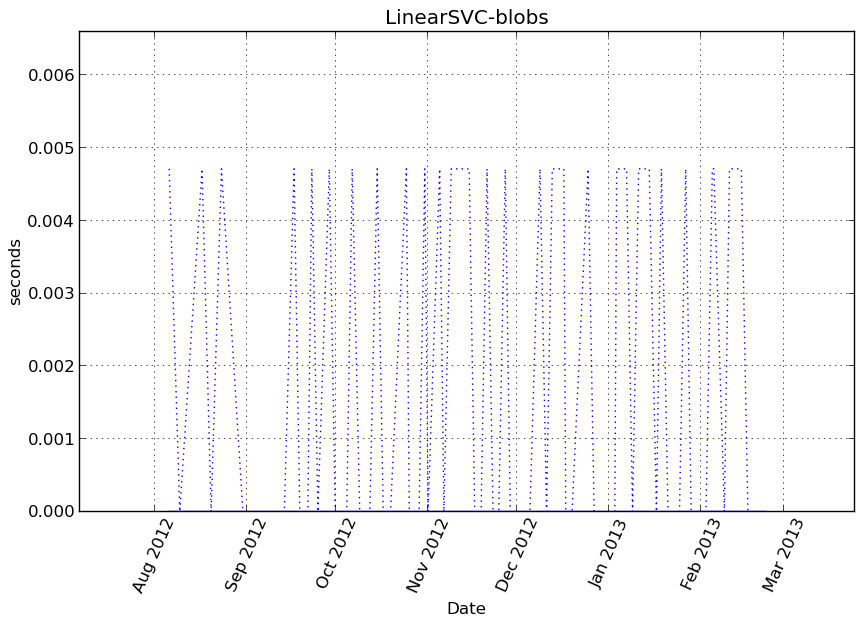 LinearSVC-blobs
0.006
0.005
0.004
0.003
0.002
0.001
0.000
seconds
Aug 2012
Sep 2012
Oct 2012
Nov 2012
Dec 2012
Jan 2013
Feb 2013
Mar 2013
Date